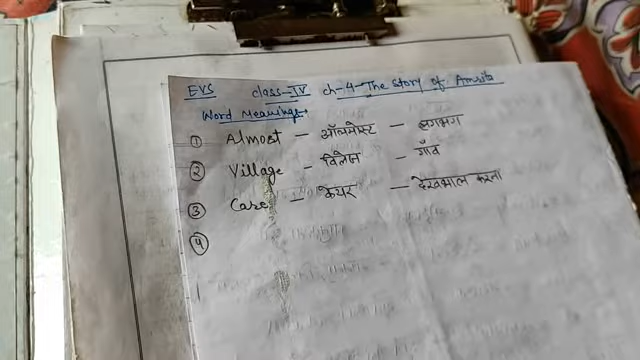 EVS class-IV ch-4-The story of Amrita
Word Meanings
① Almost - ऑलमोस्ट - लगभग
② Village - विलेज - गाँव
③ Care - केयर - देखभाल करना
④